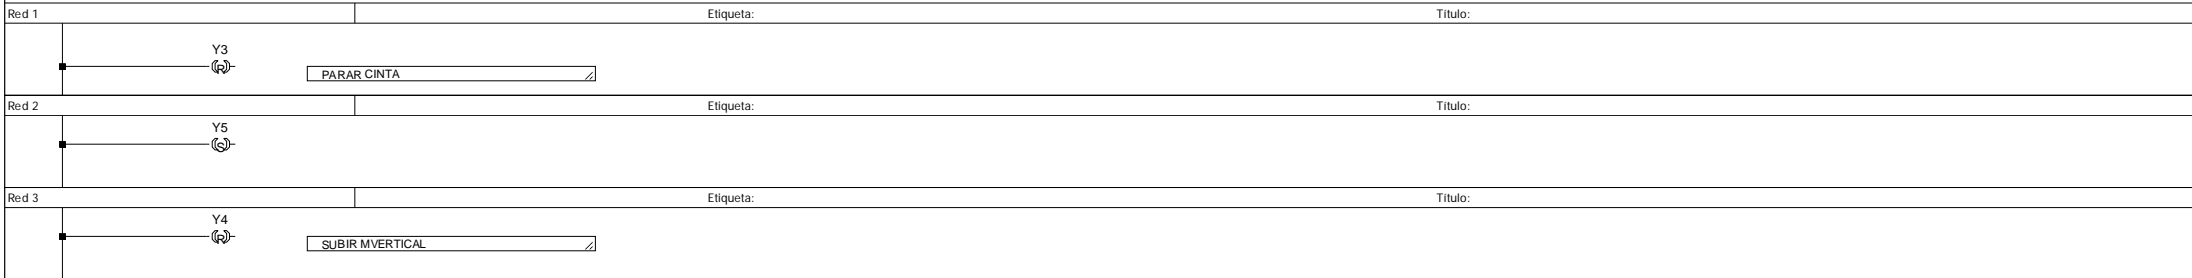 Red 1 Etiqueta: Título:
Y3
R
PARAR CINTA
Red 2 Etiqueta: Título:
Y5
S
Red 3 Etiqueta: Título:
Y4
R
SUBIR MVERTICAL